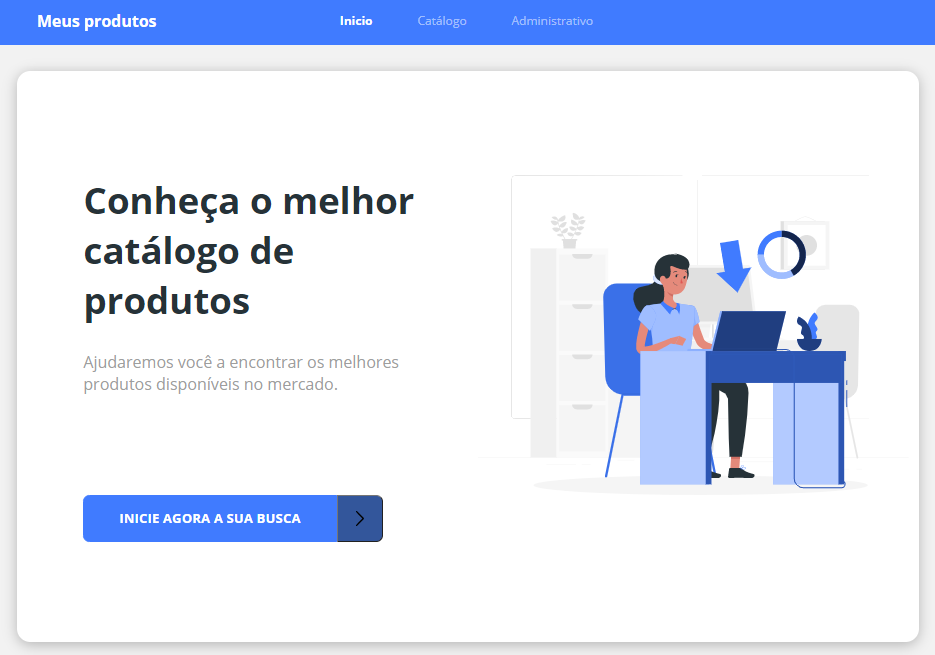 Meus produtos
Inicio
Catálogo
Administrativo
Conheça o melhor
catálogo de
produtos
Ajudaremos você a encontrar os melhores
produtos disponíveis no mercado.
INICIE AGORA A SUA BUSCA